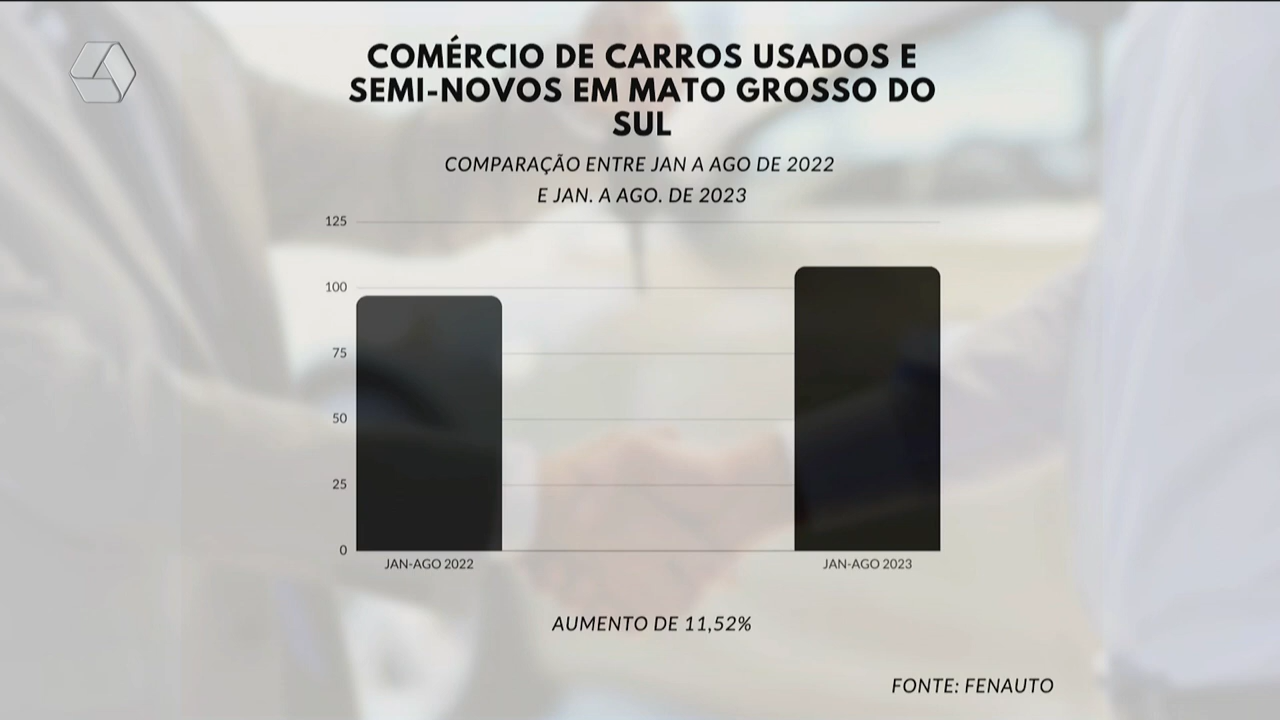 COMÉRCIO DE CARROS USADOS E
SEMI-NOVOS EM MATO GROSSO DO
SUL
COMPARAÇÃO ENTRE JAN A AGO DE 2022
E JAN. A AGO. DE 2023
125
100
75
50
25
0
JAN-AGO 2022
JAN-AGO 2023
AUMENTO DE 11,52%
FONTE: FENAUTO